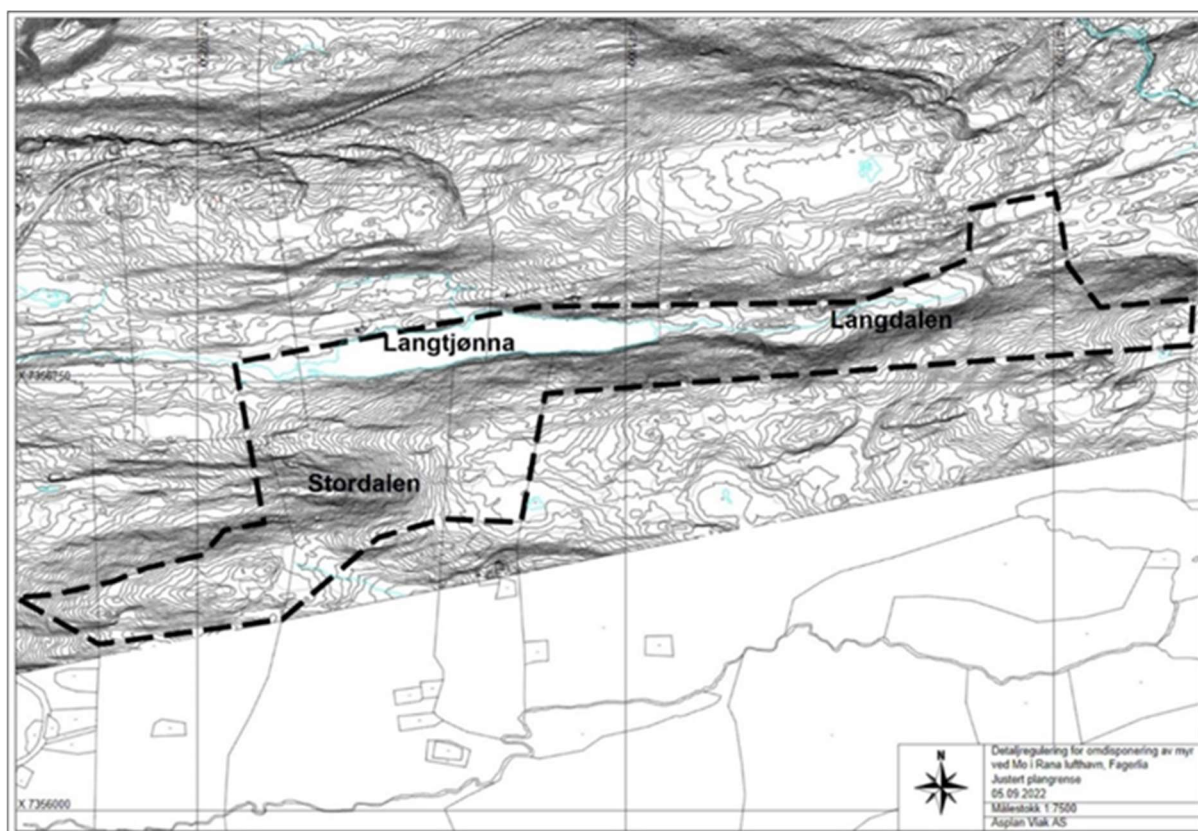 Langdalen
Langtjønna
X 7356750
Stordalen
N
Detaljregulering for omdisponering av myr
ved Mo i Rana lufthavn, Fagerlia
Justert plangrense
05.09.2022
Målestokk 1:7500
Asplan Viak AS
X 7356000